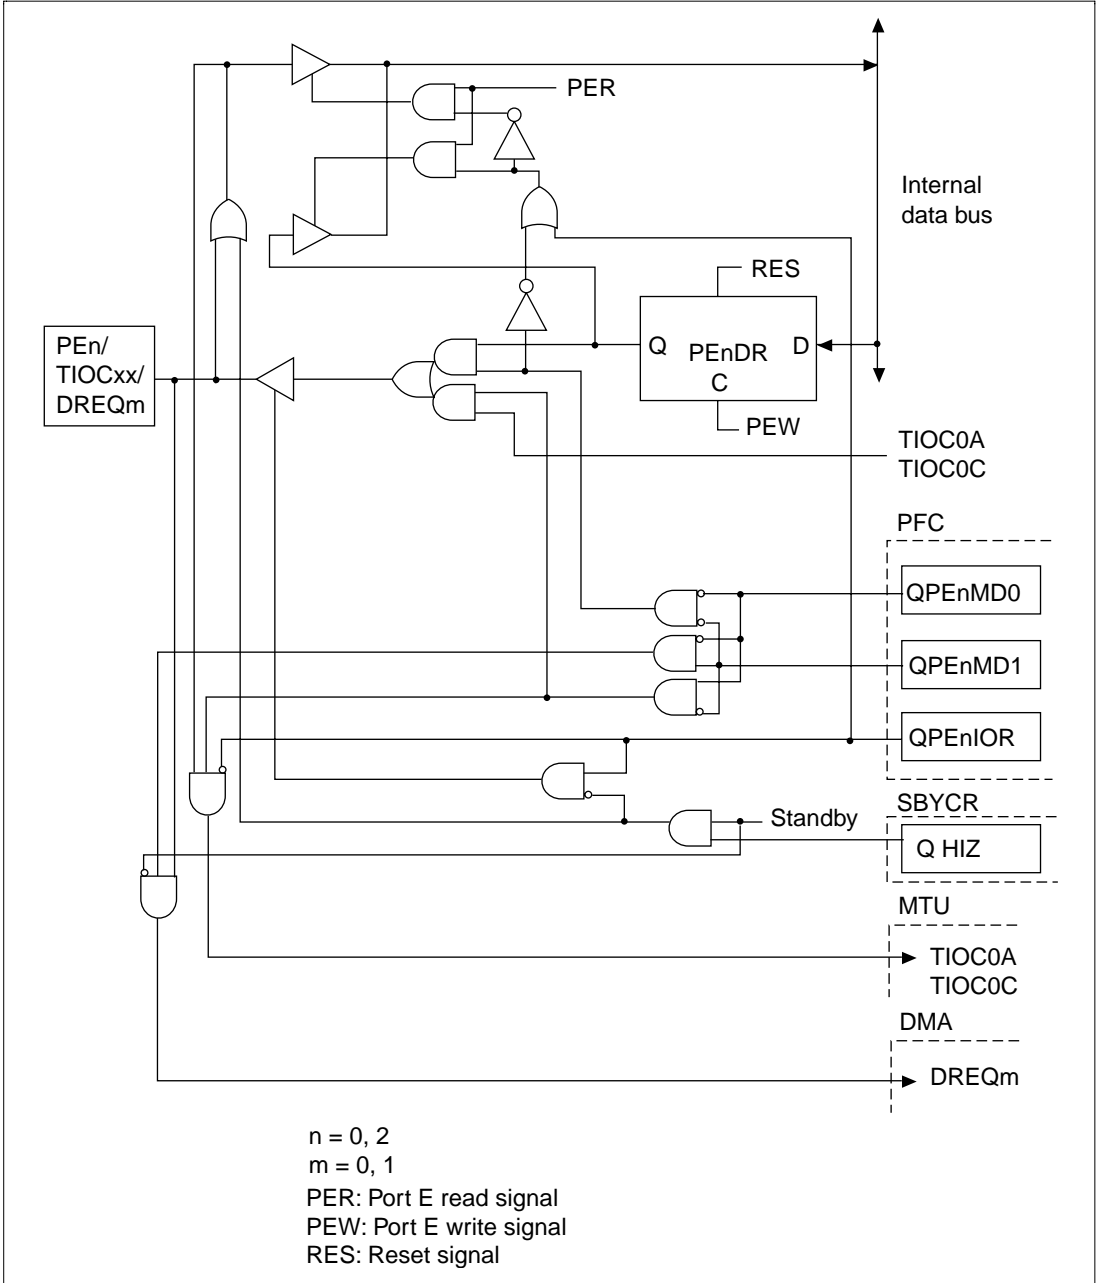 PER
Internal
data bus
RES
PEn/
TIOCxx/
DREQm
Q PEnDR D
C
PEW
TIOC0A
TIOC0C
PFC
QPEnMD0
QPEnMD1
QPEnIOR
SBYCR
Standby
Q HIZ
MTU
TIOC0A
TIOC0C
DMA
DREQm
n = 0, 2
m = 0, 1
PER: Port E read signal
PEW: Port E write signal
RES: Reset signal